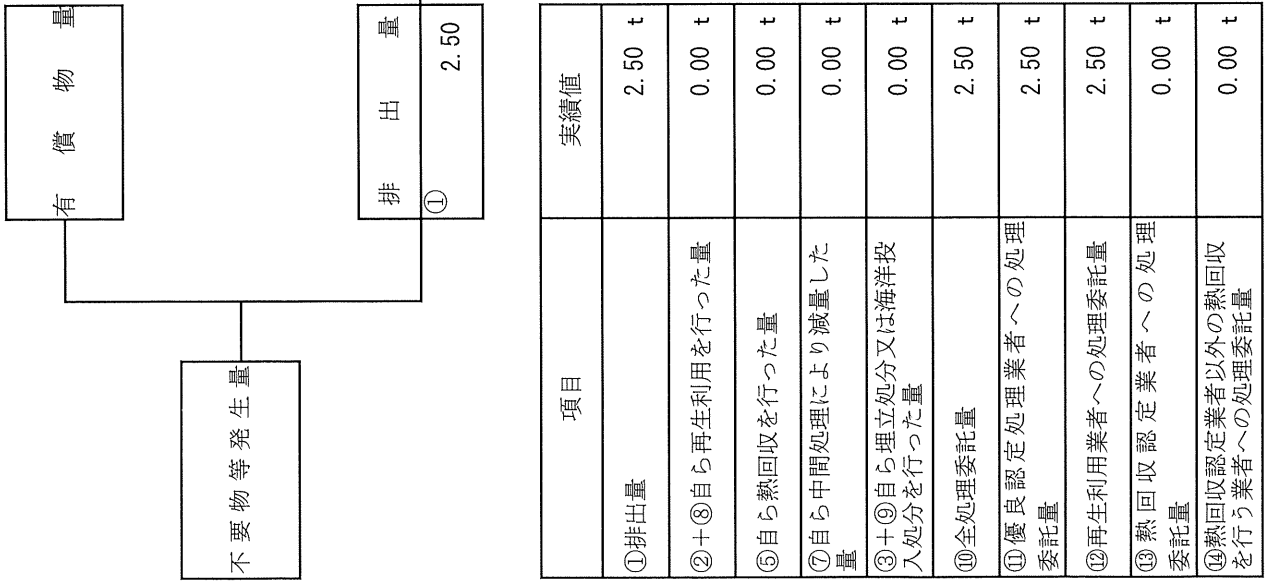 有償物量
不要物等発生量
排出量
①
2.50
項目 実績値
①排出量 2.50 t
②+⑧自ら再生利用を行った量 0.00 t
⑤自ら熱回収を行った量 0.00 t
⑦自ら中間処理により減量した
量 0.00 t
③+⑨自ら埋立処分又は海洋投
入処分を行った量 0.00 t
⑩全処理委託量 2.50 t
⑪優良認定処理業者への処理
委託量 2.50 t
⑫再生利用業者への処理委託量 2.50 t
⑬熱回収認定業者への処理
委託量 0.00 t
⑭熱回収認定業者以外の熱回収
を行う業者への処理委託量 0.00 t